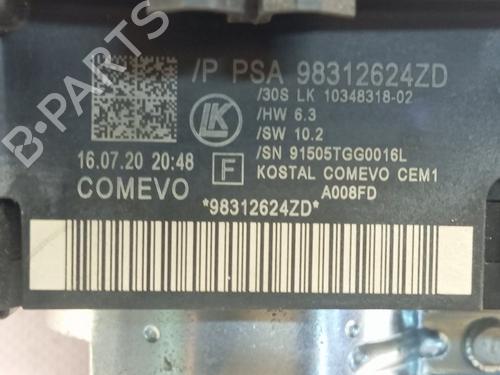 /P PSA 98312624ZD
/30S LK 10348318-02
/HW 6.3
LK
/SW 10.2
16.07.20 20:48
F
/SN 91505TGG0016L
COMEVO
KOSTAL COMEVO CEM1
A008FD
*98312624ZD*
B-PARTS